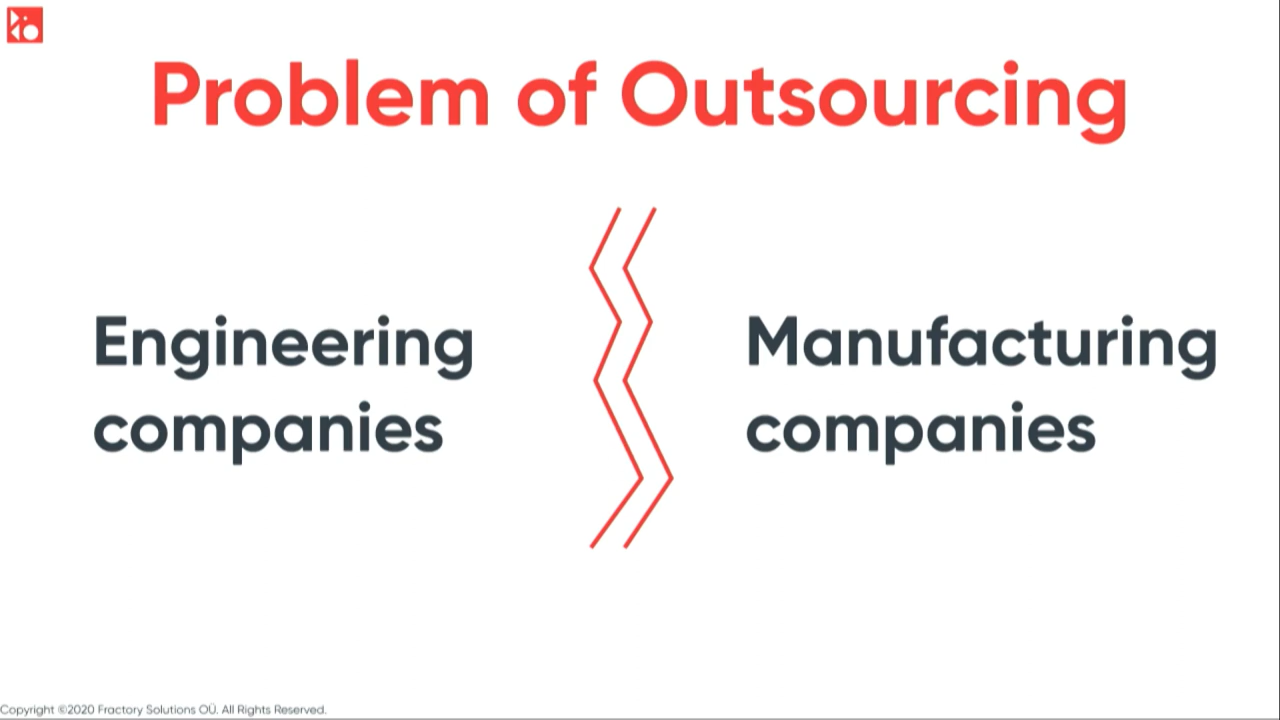 Problem of Outsourcing
Engineering
companies
Manufacturing
companies
Copyright ©2020 Fractory Solutions OÜ. All Rights Reserved.